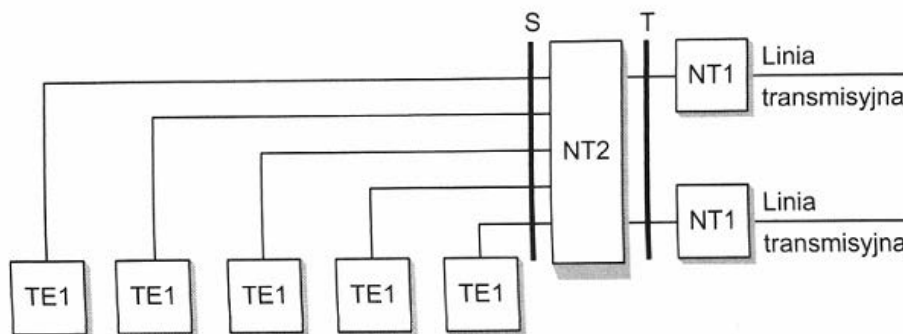 S
T
NT1
Linia
transmisyjna
NT2
NT1
Linia
transmisyjna
TE1
TE1
TE1
TE1
TE1